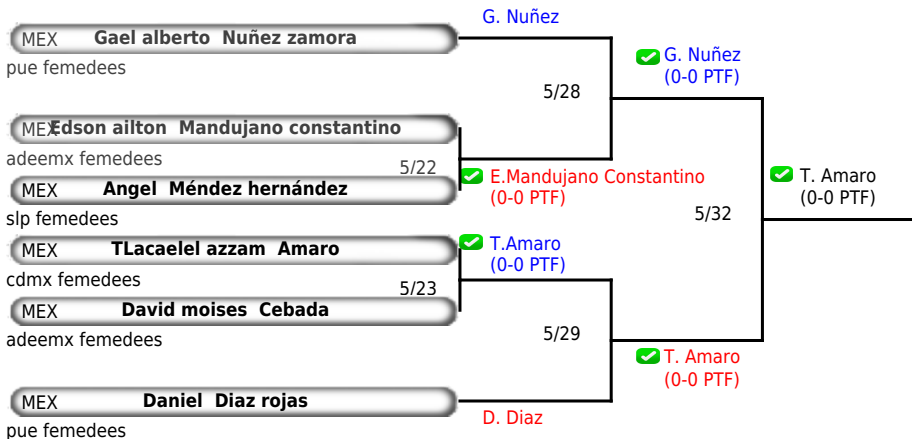 G. Nuñez
MEX Gael alberto Nuñez zamora
pue femedees
G. Nuñez
(0-0 PTF)
5/28
MEX Edson ailton Mandujano constantino
adeemx femedees
5/22
E.Mandujano Constantino
(0-0 PTF)
MEX Angel Méndez hernández
slp femedees
T. Amaro
(0-0 PTF)
5/32
MEX TLacaelel azzam Amaro
cdmx femedees
T.Amaro
(0-0 PTF)
5/23
MEX David moises Cebada
adeemx femedees
5/29
T. Amaro
(0-0 PTF)
MEX Daniel Diaz rojas
pue femedees
D. Diaz